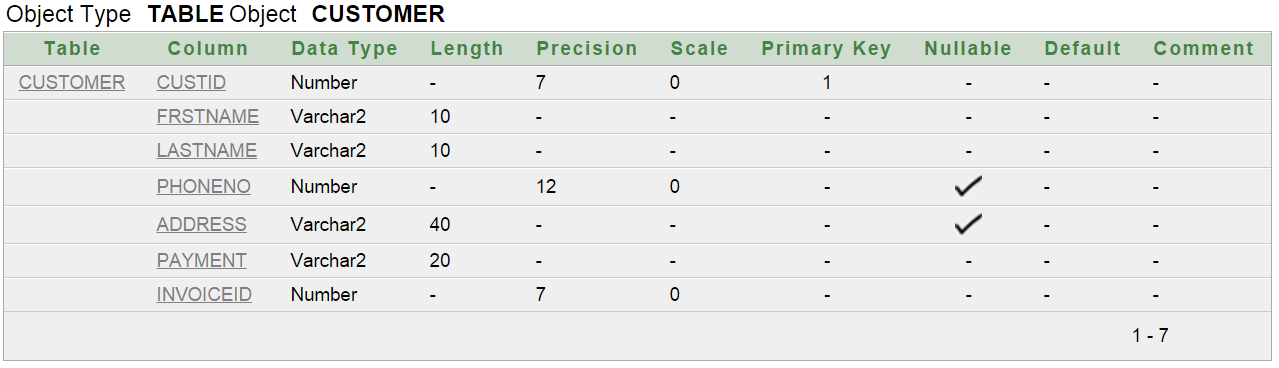 Object Type TABLE Object CUSTOMER
Table Column Data Type Length Precision Scale Primary Key Nullable Default Comment
CUSTOMER CUSTID Number - 7 0 1 - - -
FRSTNAME Varchar2 10 - - - - - -
LASTNAME Varchar2 10 - - - - - -
PHONENO Number - 12 0 - ✓ - -
ADDRESS Varchar2 40 - - - ✓ - -
PAYMENT Varchar2 20 - - - - - -
INVOICEID Number - 7 0 - - - -
1 - 7